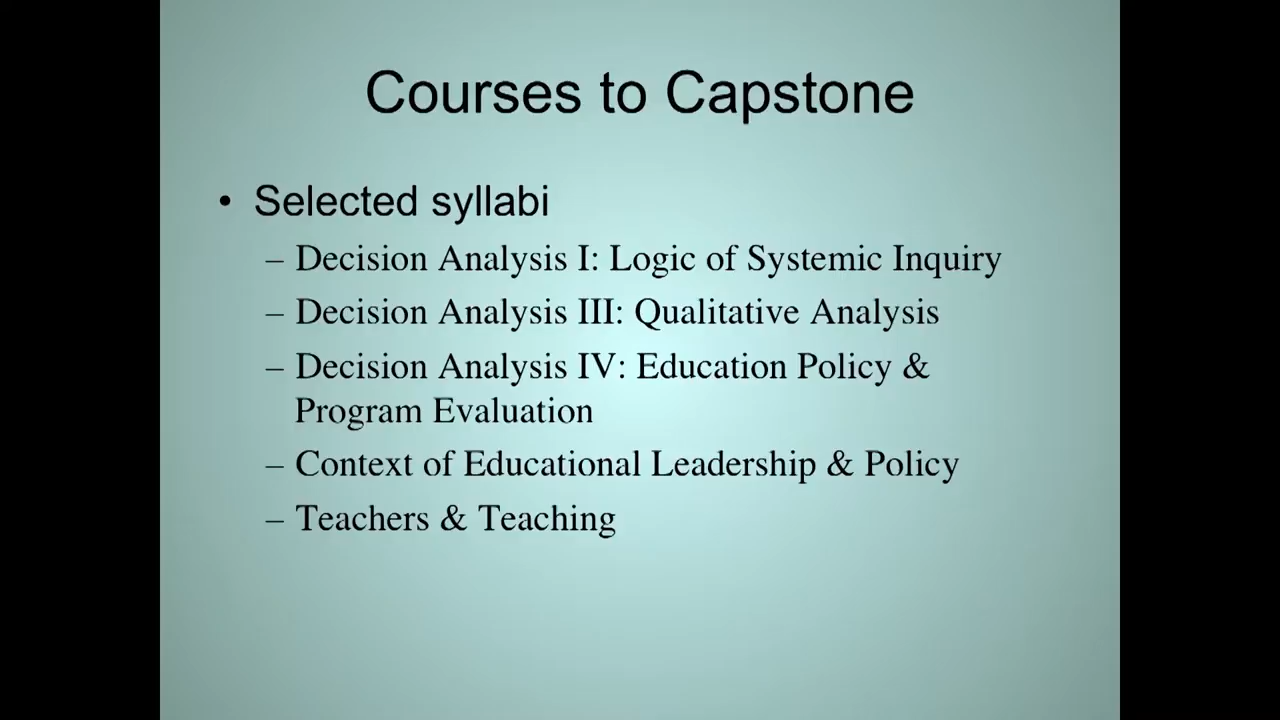 Courses to Capstone
• Selected syllabi
– Decision Analysis I: Logic of Systemic Inquiry
– Decision Analysis III: Qualitative Analysis
– Decision Analysis IV: Education Policy &
Program Evaluation
– Context of Educational Leadership & Policy
– Teachers & Teaching